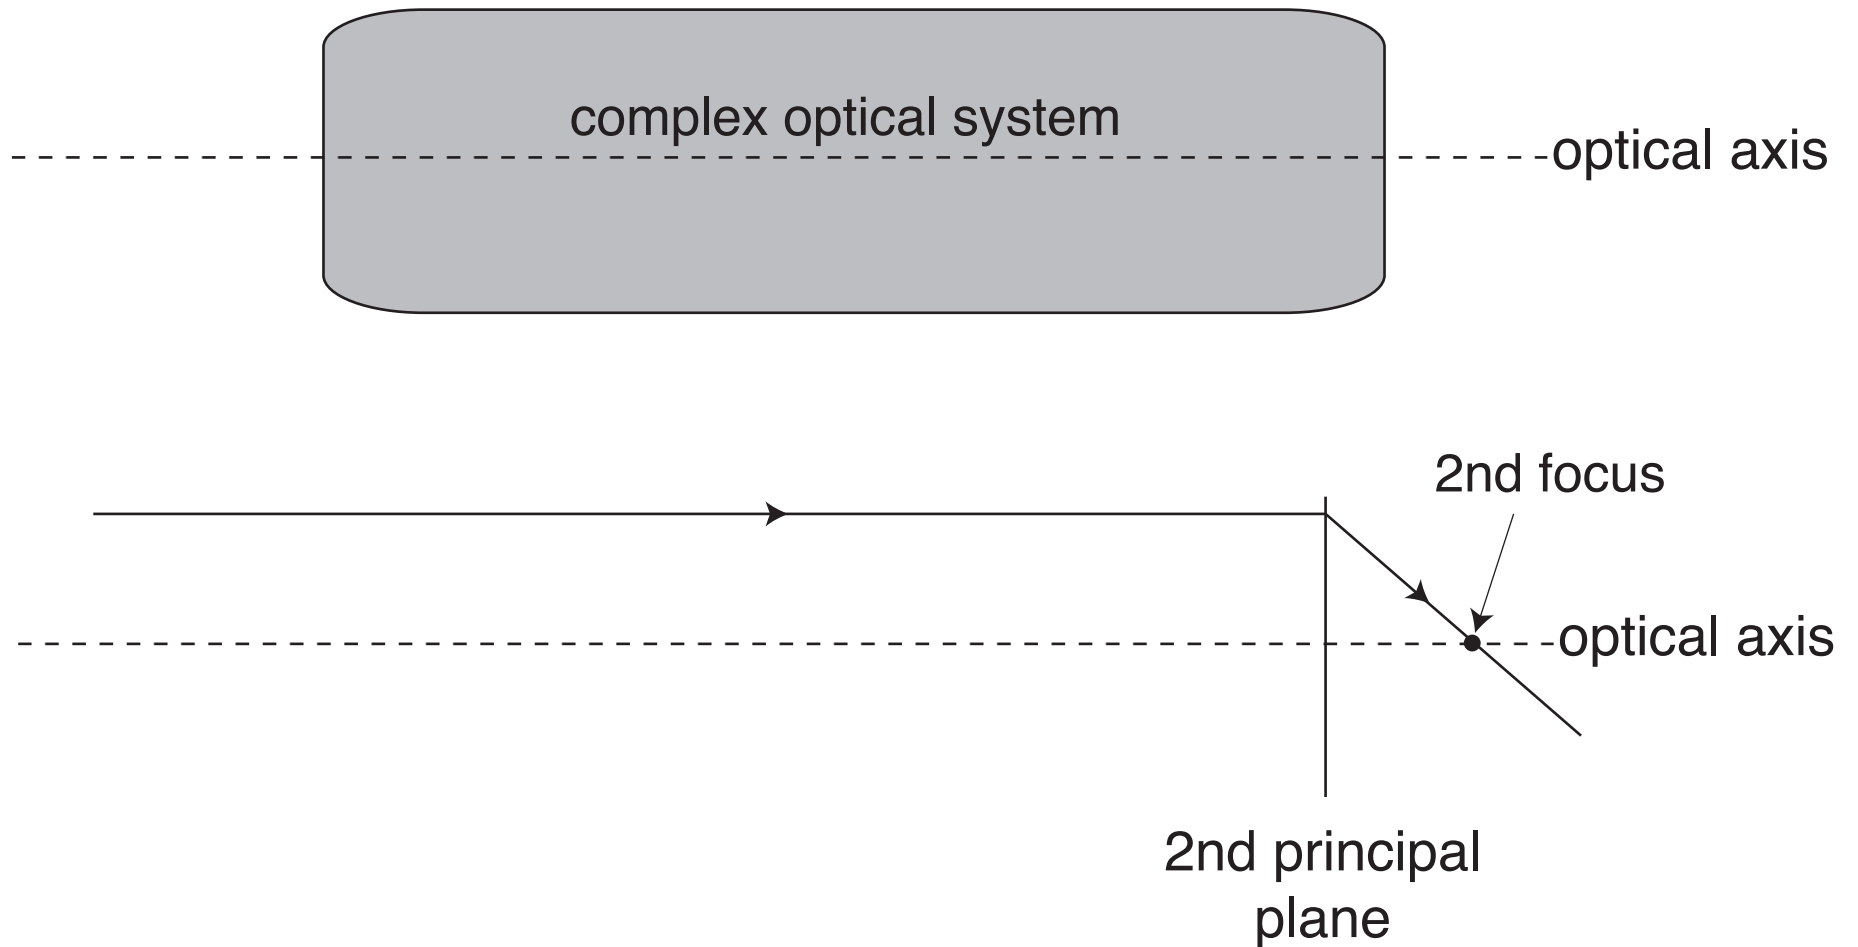 complex optical system
optical axis
2nd focus
optical axis
2nd principal
plane